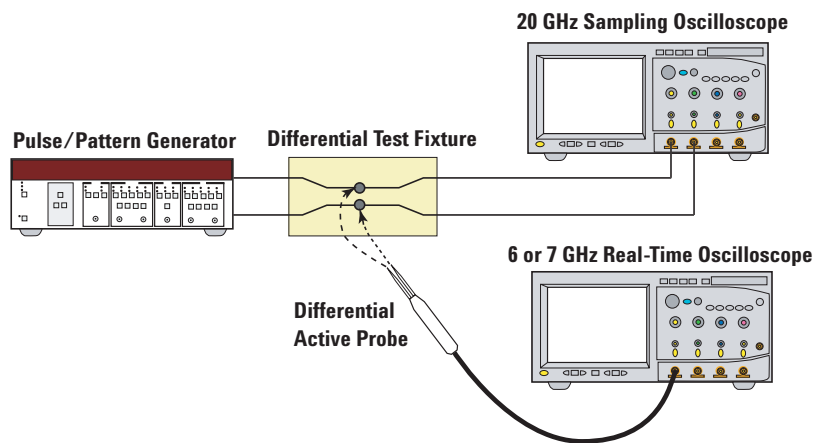 20 GHz Sampling Oscilloscope
Pulse/Pattern Generator
Differential Test Fixture
6 or 7 GHz Real-Time Oscilloscope
Differential
Active Probe